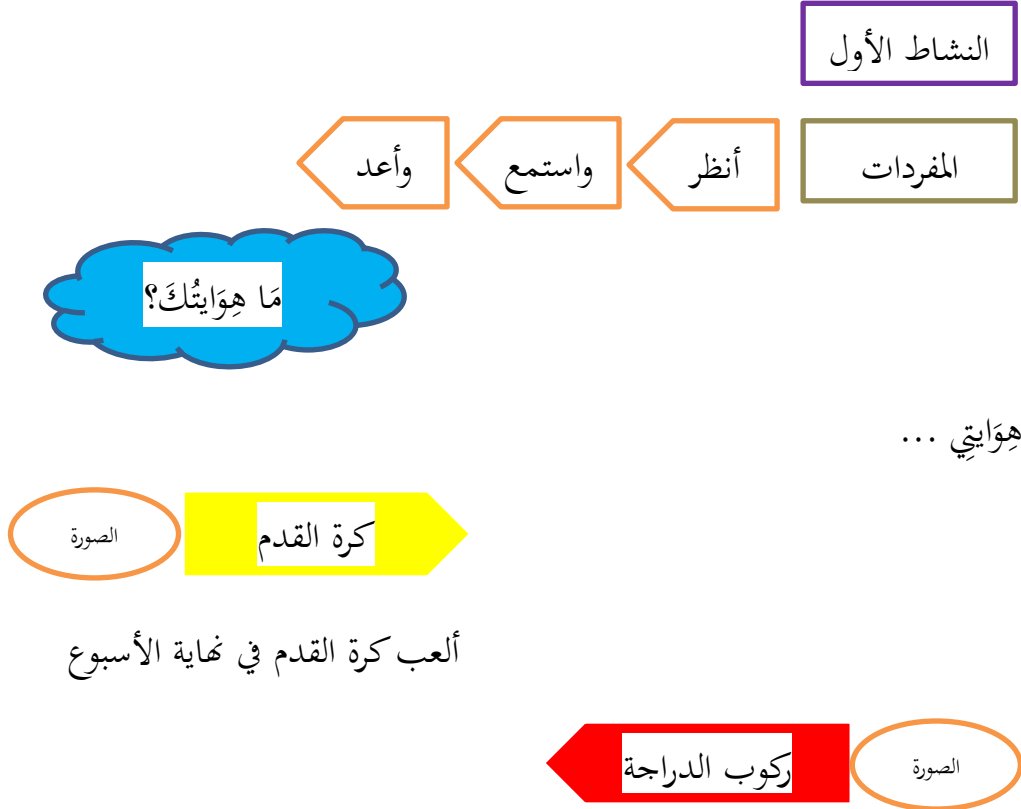 النشاط الأول
المفردات أنظر واستمع وأعد
مَا هِوَايتُكَ؟
هِوَايتِي ...
كرة القدم الصورة
ألعب كرة القدم في نهاية الأسبوع
الصورة ركوب الدراجة